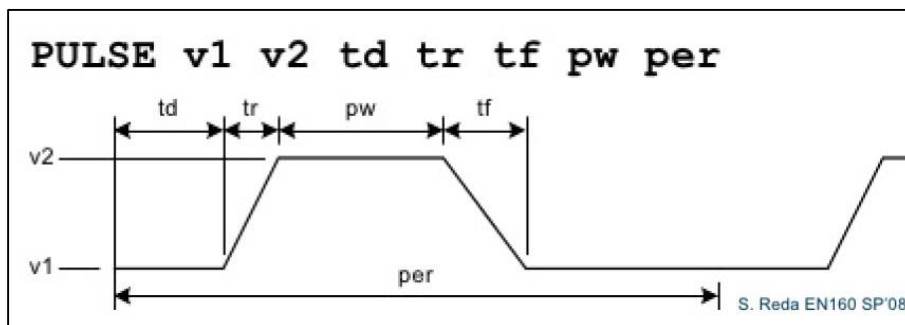 PULSE v1 v2 td tr tf pw per
td tr pw tf
v2
v1
per
S. Reda EN160 SP'08